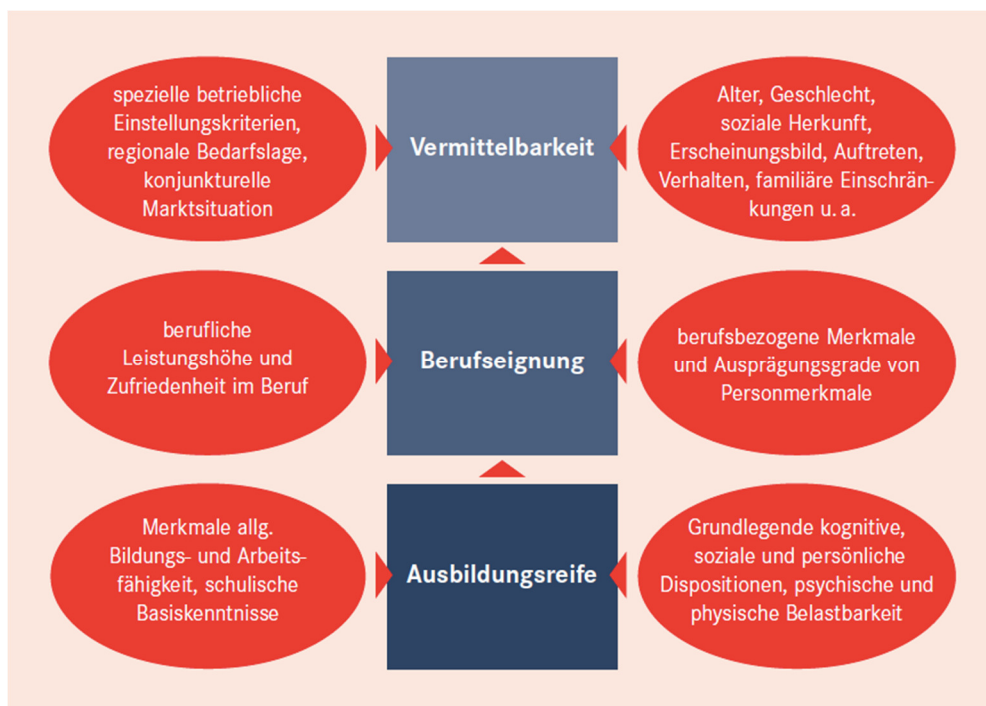 spezielle betriebliche
Einstellungskriterien,
regionale Bedarfslage,
konjunkturelle
Marktsituation
Vermittelbarkeit
Alter, Geschlecht,
soziale Herkunft,
Erscheinungsbild, Auftreten,
Verhalten, familiäre Einschrän-
kungen u. a.
berufliche
Leistungshöhe und
Zufriedenheit im Beruf
Berufseignung
berufsbezogene Merkmale
und Ausprägungsgrade von
Personmerkmale
Merkmale allg.
Bildungs- und Arbeits-
fähigkeit, schulische
Basiskenntnisse
Ausbildungsreife
Grundlegende kognitive,
soziale und persönliche
Dispositionen, psychische und
physische Belastbarkeit